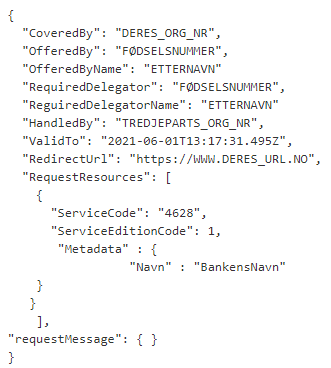 {
"CoveredBy": "DERES_ORG_NR",
"OfferedBy": "FØDSELSNUMMER",
"OfferedByName": "ETTERNAVN"
"RequiredDelegator": "FØDSELSNUMMER",
"ReguiredDelegatorName": "ETTERNAVN"
"HandledBy": "TREDJEPARTS_ORG_NR",
"ValidTo": "2021-06-01T13:17:31.495Z",
"RedirectUrl": "https://WWW.DERES_URL.NO",
"RequestResources": [
{
"ServiceCode": "4628",
"ServiceEditionCode": 1,
"Metadata" : {
"Navn" : "BankensNavn"
}
}
],
"requestMessage": { }
}